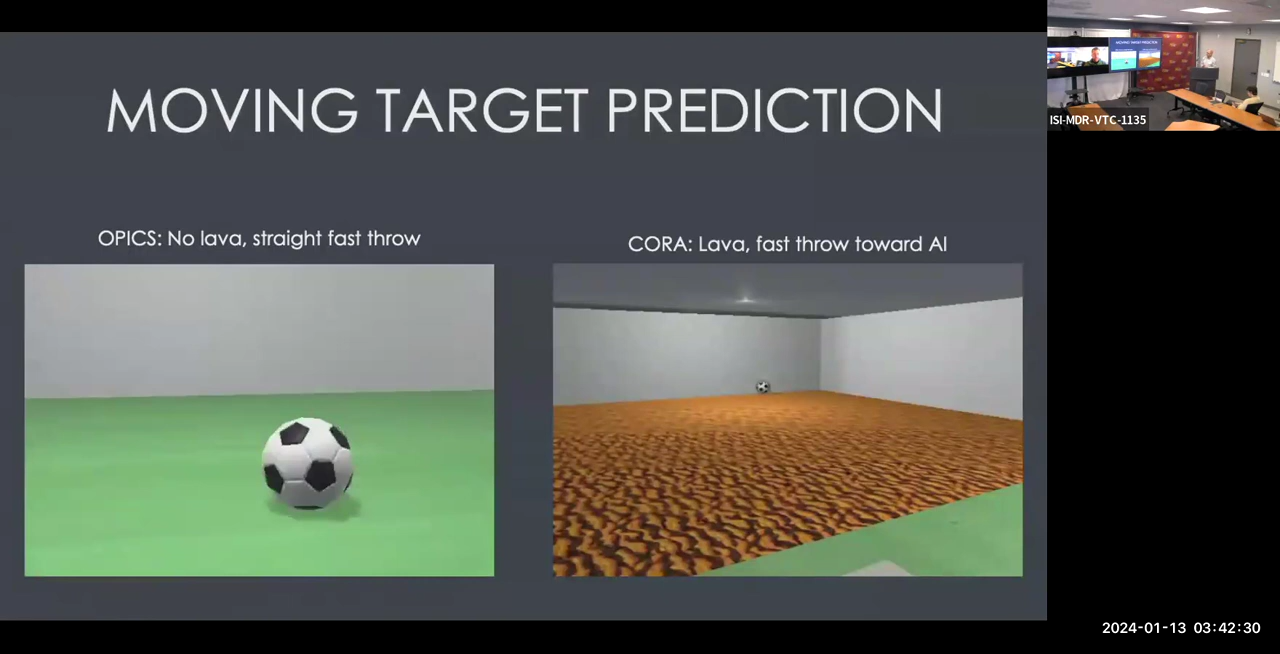 MOVING TARGET PREDICTION
OPICS: No lava, straight fast throw
CORA: Lava, fast throw toward AI
ISI-MDR-VTC-1135
2024-01-13 03:42:30